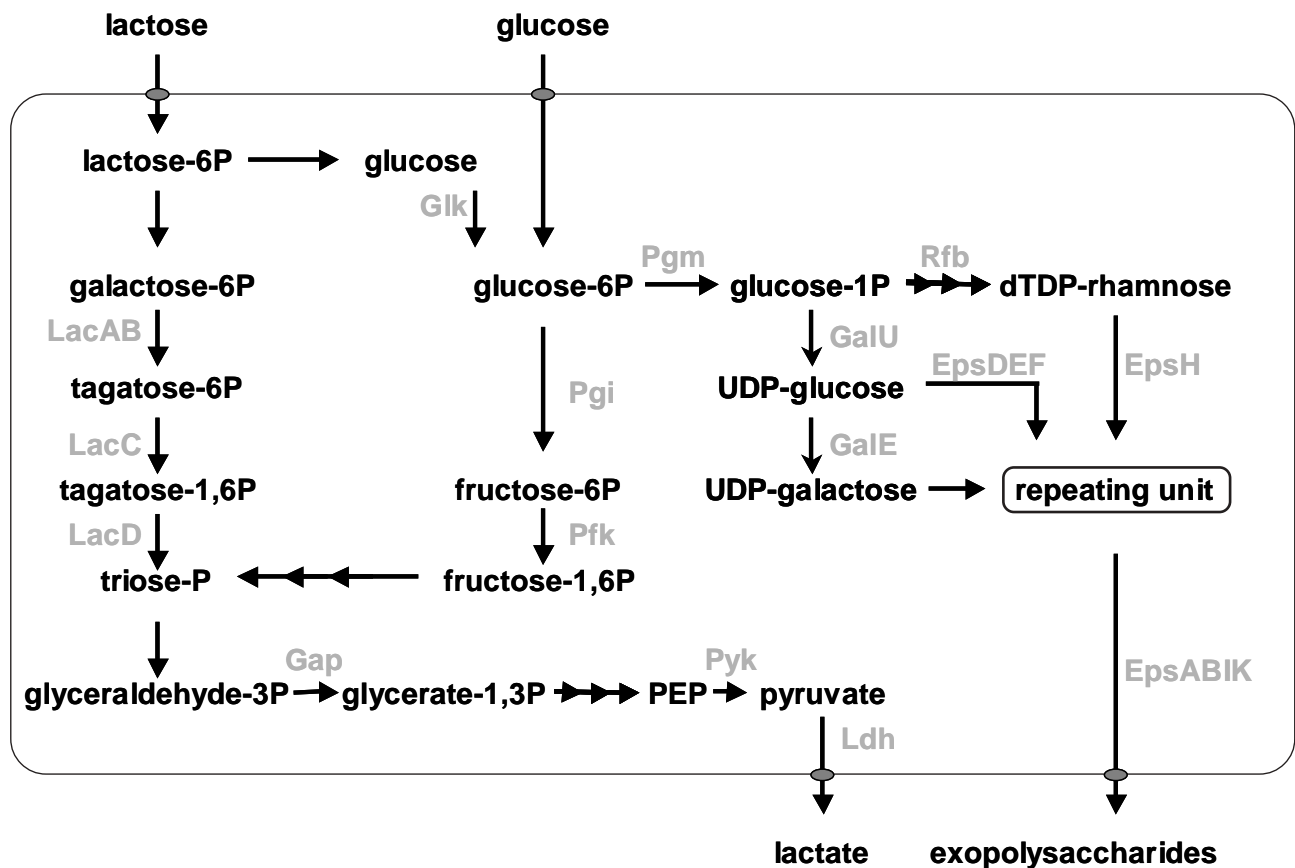 lactose glucose
lactose-6P glucose
Glk
Pgm Rfb
galactose-6P glucose-6P glucose-1P dTDP-rhamnose
LacAB GalU
EpsDEF EpsH
tagatose-6P Pgi UDP-glucose
LacC GalE
tagatose-1,6P fructose-6P UDP-galactose repeating unit
LacD Pfk
triose-P fructose-1,6P
Gap Pyk EpsABIK
glyceraldehyde-3P glycerate-1,3P PEP pyruvate
Ldh
lactate exopolysaccharides